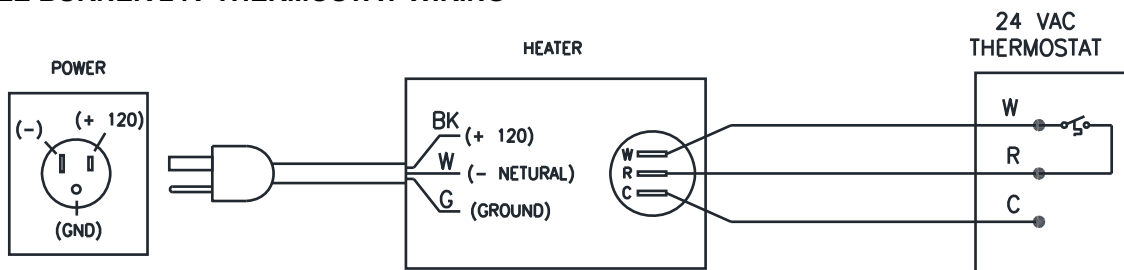 24 VAC
THERMOSTAT
HEATER
POWER
(-)
(+ 120)
(GND)
BK
(+ 120)
W
(- NETURAL)
G
(GROUND)
W
R
C
W
R
C